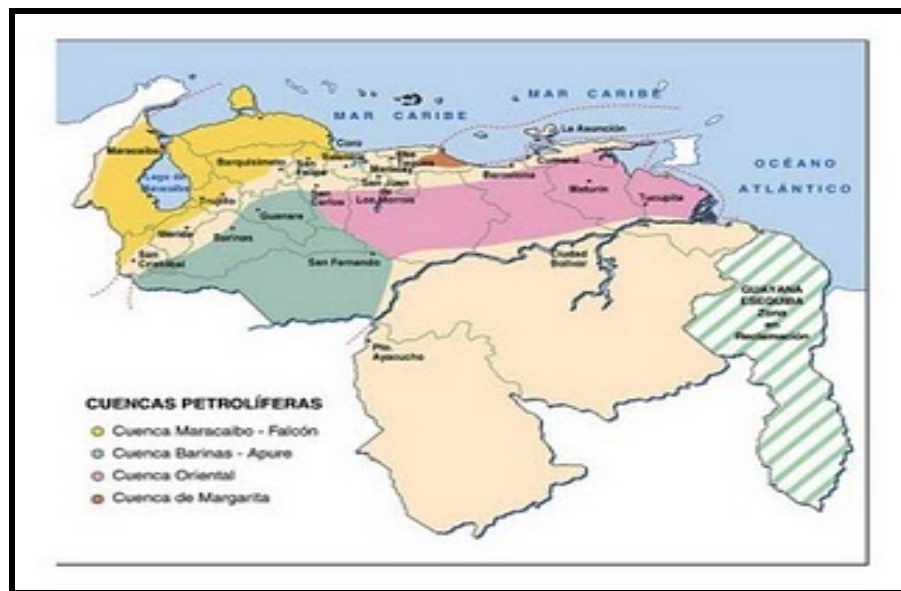 MAR CARIBE
MAR CARIBE
La Asunción
Coro
Maracaibo
Barquisimeto
San
Felipe
Valencia
Maracay
Barcelona
Cumaná
OCÉANO
ATLÁNTICO
Lago de
Maracaibo
Trujillo
San
Carlos
San Juan
de
Los Morros
Maturín
Tucupita
Guanare
Mérida
Barinas
San
Cristóbal
San Fernando
Ciudad
Bolívar
GUAYANA
ESEQUIBA
Zona
en
Reclamación
Pto.
Ayacucho
CUENCAS PETROLÍFERAS
Cuenca Maracaibo - Falcón
Cuenca Barinas - Apure
Cuenca Oriental
Cuenca de Margarita